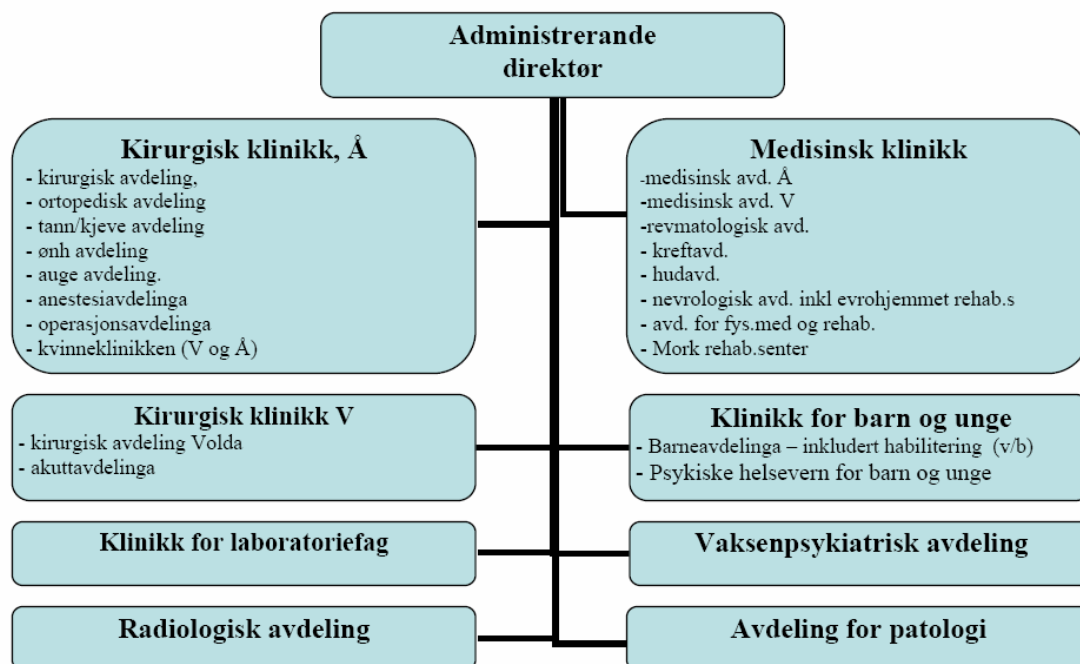 Administrerande
direktør
Kirurgisk klinikk, Å
- kirurgisk avdeling,
- ortopedisk avdeling
- tann/kjeve avdeling
- ønh avdeling
- auge avdeling.
- anestesiavdelinga
- operasjonsavdelinga
- kvinneklinikken (V og Å)
Medisinsk klinikk
-medisinsk avd. Å
-medisinsk avd. V
-revmatologisk avd.
- kreftavd.
- hudavd.
- nevrologisk avd. inkl evrohjemmet rehab.s
- avd. for fys.med og rehab.
- Mork rehab.senter
Kirurgisk klinikk V
- kirurgisk avdeling Volda
- akuttavdelinga
Klinikk for barn og unge
- Barneavdelinga – inkludert habilitering (v/b)
- Psykiske helsevern for barn og unge
Klinikk for laboratoriefag
Vaksenpsykiatrisk avdeling
Radiologisk avdeling
Avdeling for patologi